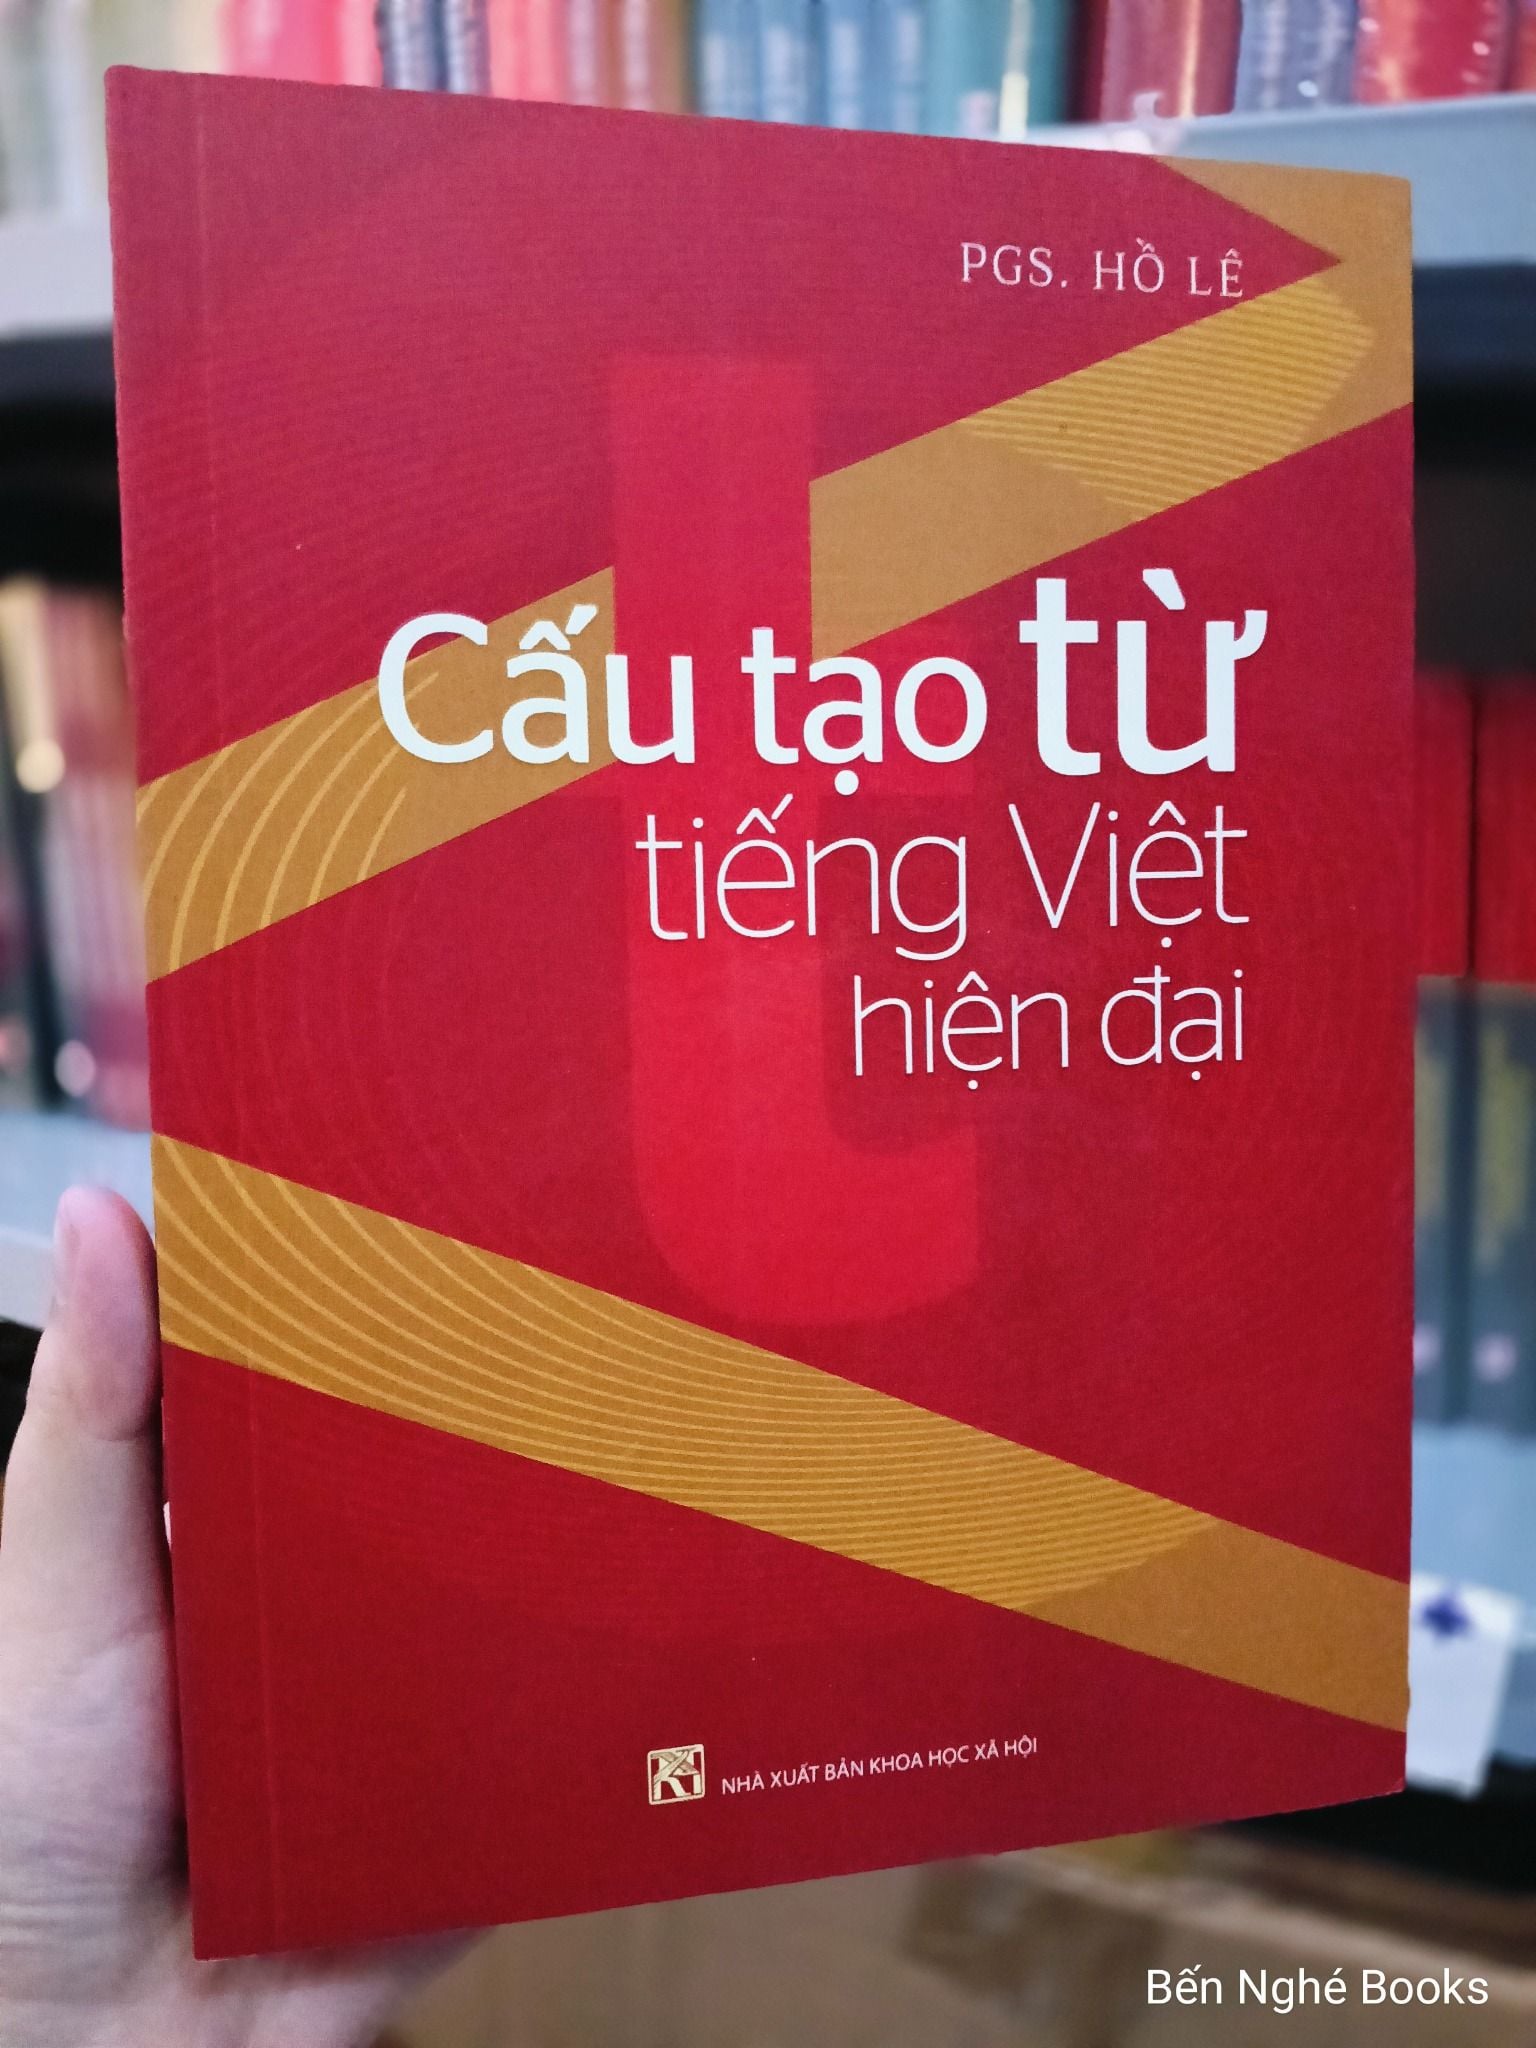 PGS. HỒ LÊ
Cấu tạo từ
tiếng Việt
hiện đại
NHÀ XUẤT BẢN KHOA HỌC XÃ HỘI
Bến Nghé Books